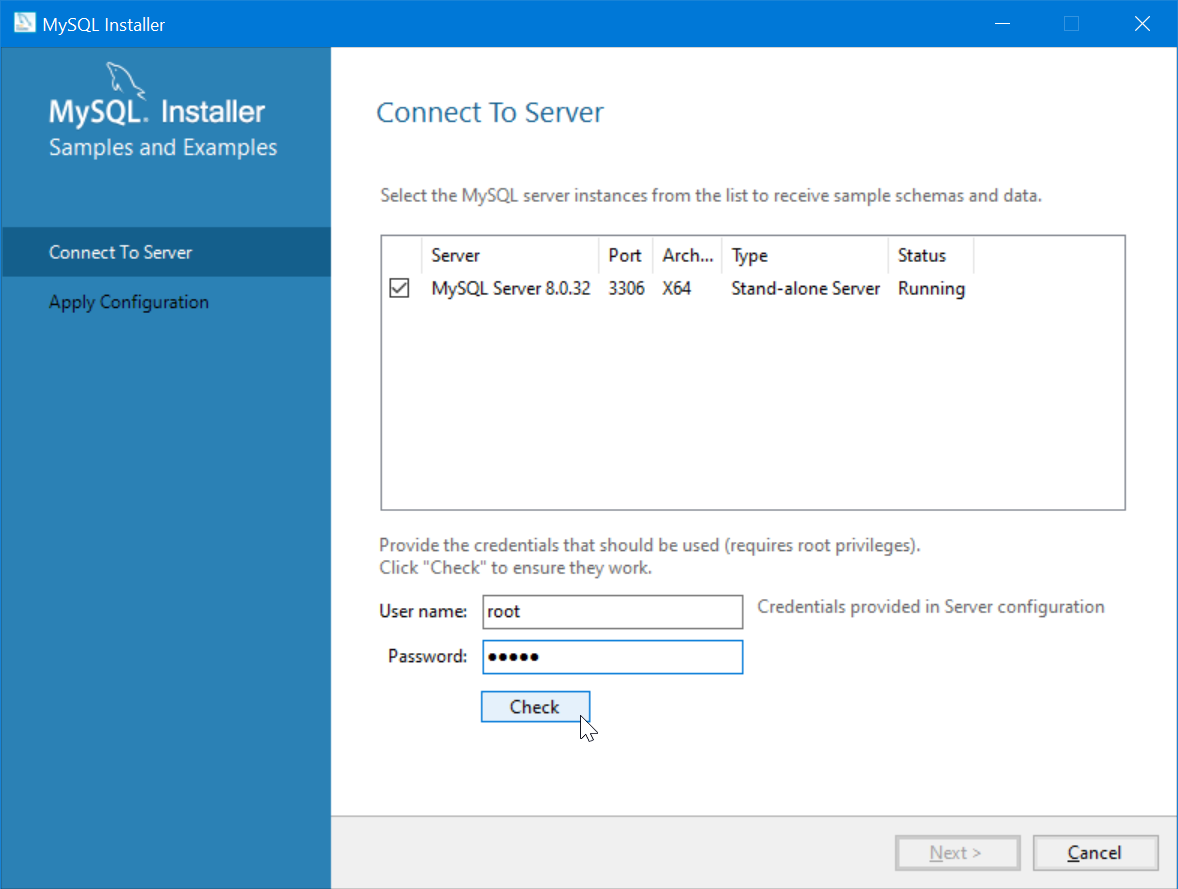 MySQL Installer
MySQL. Installer
Samples and Examples
Connect To Server
Apply Configuration
Connect To Server
Select the MySQL server instances from the list to receive sample schemas and data.
Server Port Arch... Type Status
MySQL Server 8.0.32 3306 X64 Stand-alone Server Running
Provide the credentials that should be used (requires root privileges).
Click "Check" to ensure they work.
User name: root Credentials provided in Server configuration
Password: •••••
Check
Next > Cancel